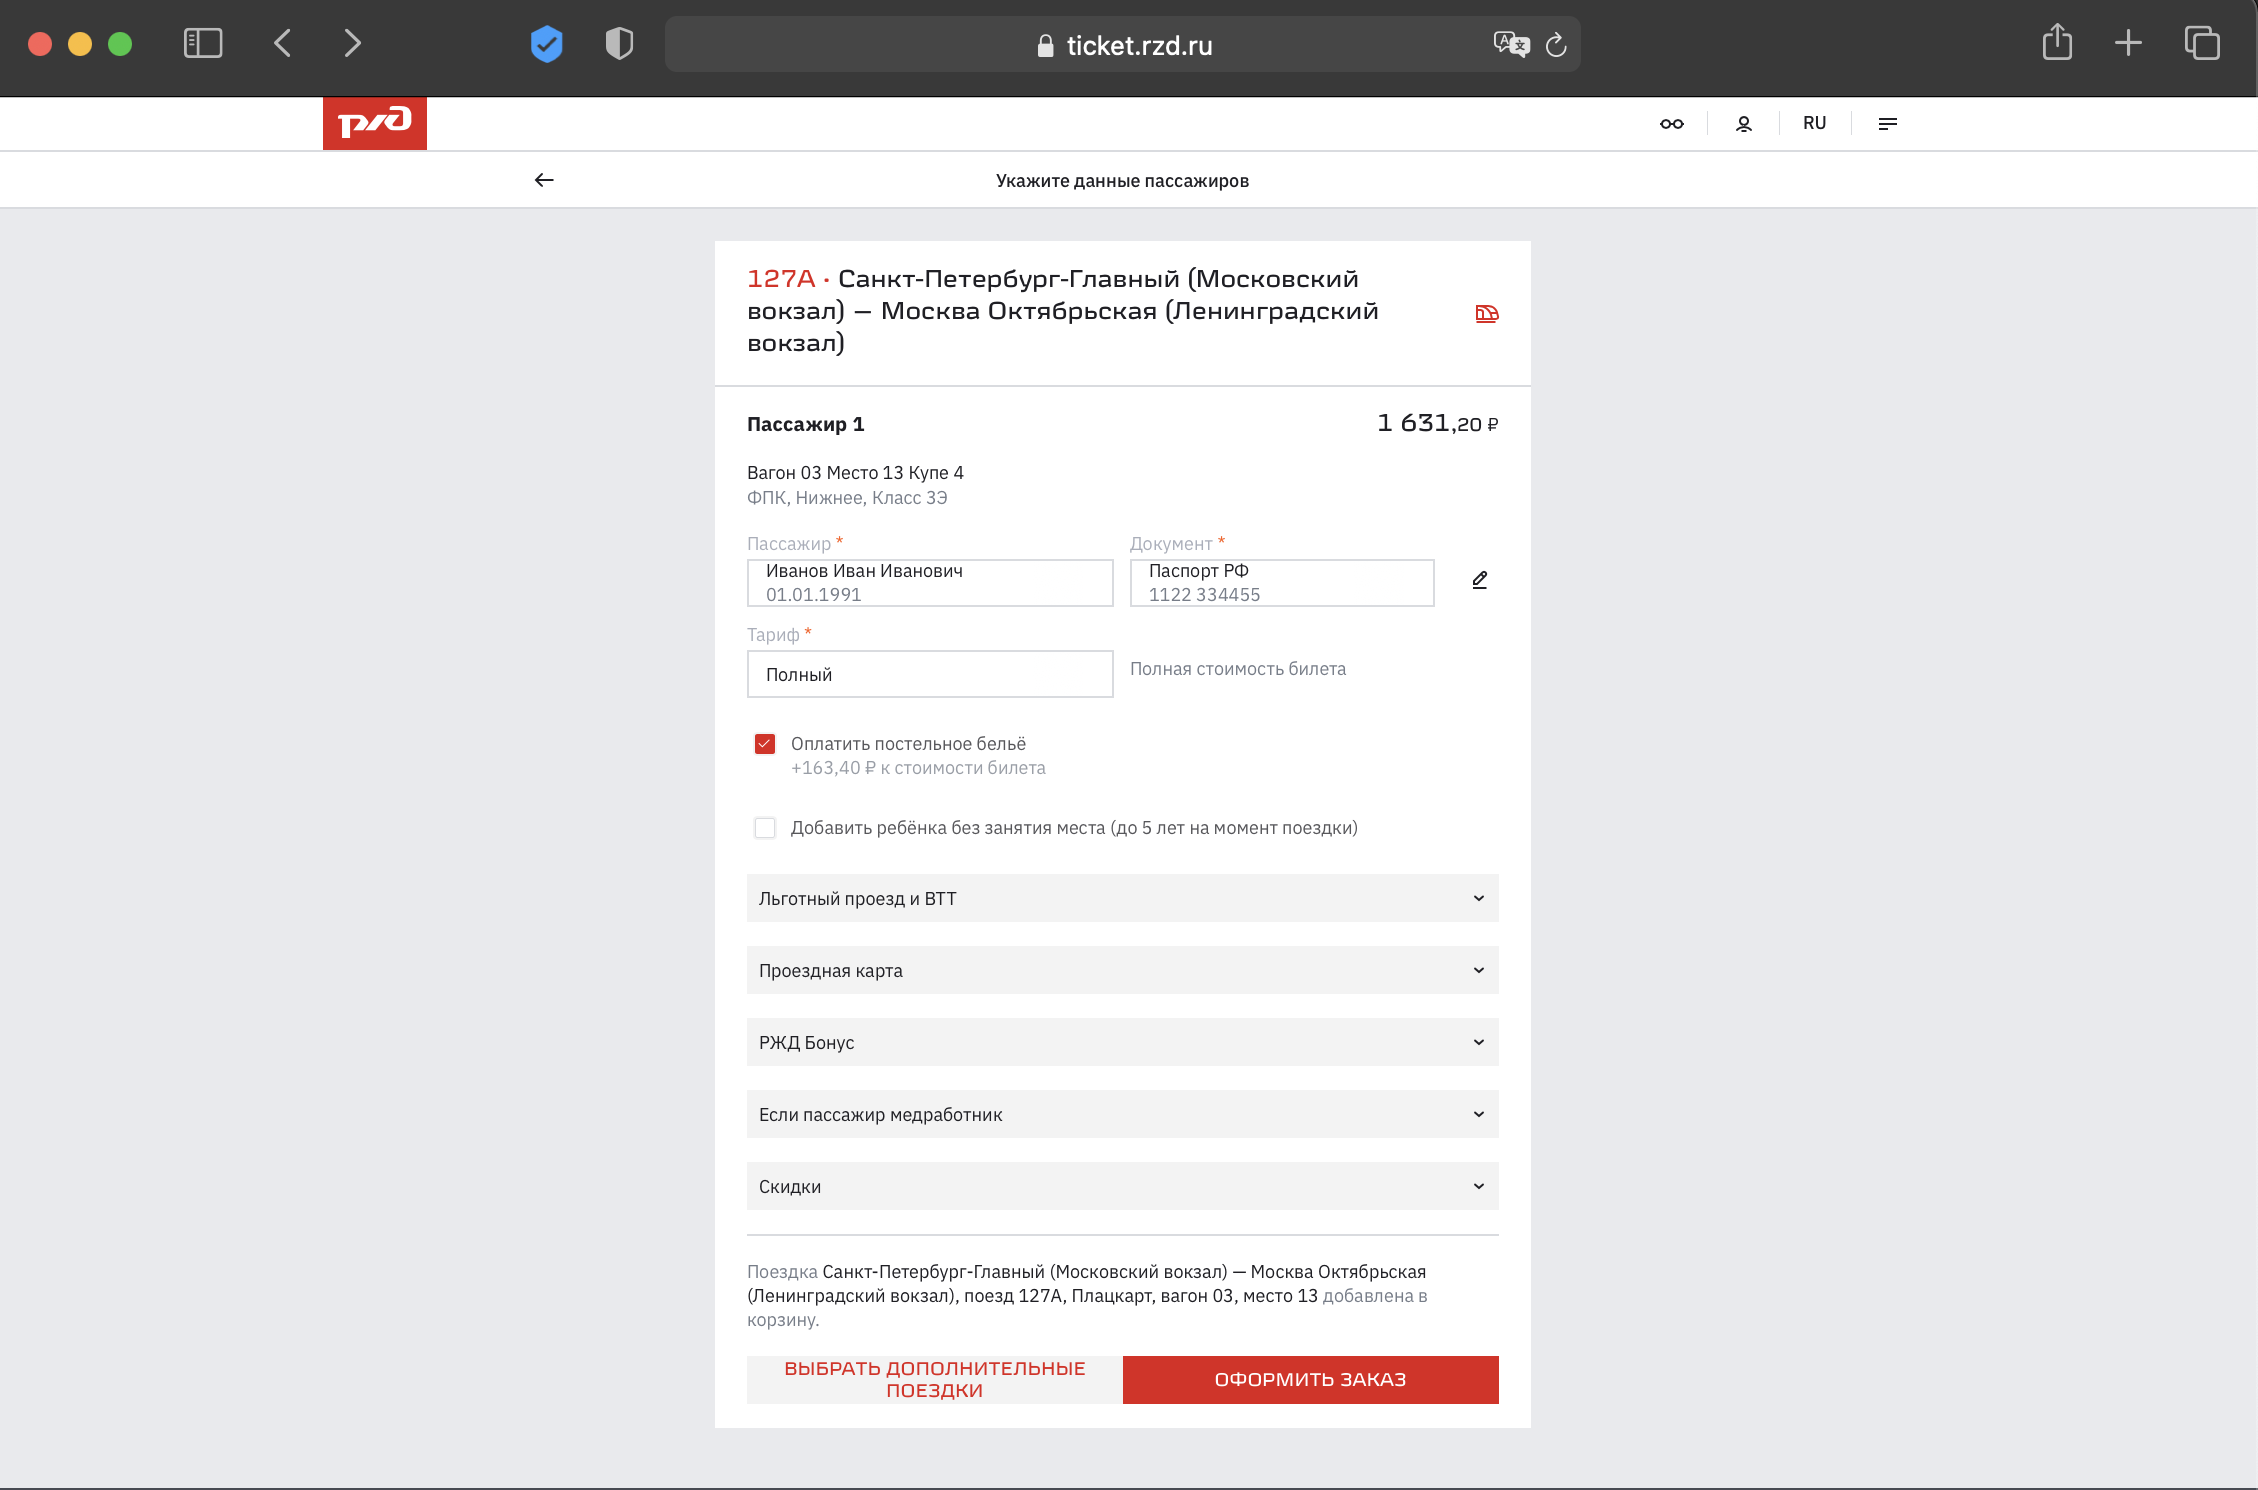 ticket.rzd.ru
РЖД
RU
Укажите данные пассажиров
127А · Санкт-Петербург-Главный (Московский
вокзал) — Москва Октябрьская (Ленинградский
вокзал)
Пассажир 1
1 631,20 ₽
Вагон 03 Место 13 Купе 4
ФПК, Нижнее, Класс 3Э
Пассажир *
Документ *
Иванов Иван Иванович
01.01.1991
Паспорт РФ
1122 334455
Тариф *
Полный
Полная стоимость билета
Оплатить постельное бельё
+163,40 ₽ к стоимости билета
Добавить ребёнка без занятия места (до 5 лет на момент поездки)
Льготный проезд и ВТТ
Проездная карта
РЖД Бонус
Если пассажир медработник
Скидки
Поездка Санкт-Петербург-Главный (Московский вокзал) — Москва Октябрьская
(Ленинградский вокзал), поезд 127А, Плацкарт, вагон 03, место 13 добавлена в
корзину.
ВЫБРАТЬ ДОПОЛНИТЕЛЬНЫЕ
ПОЕЗДКИ
ОФОРМИТЬ ЗАКАЗ